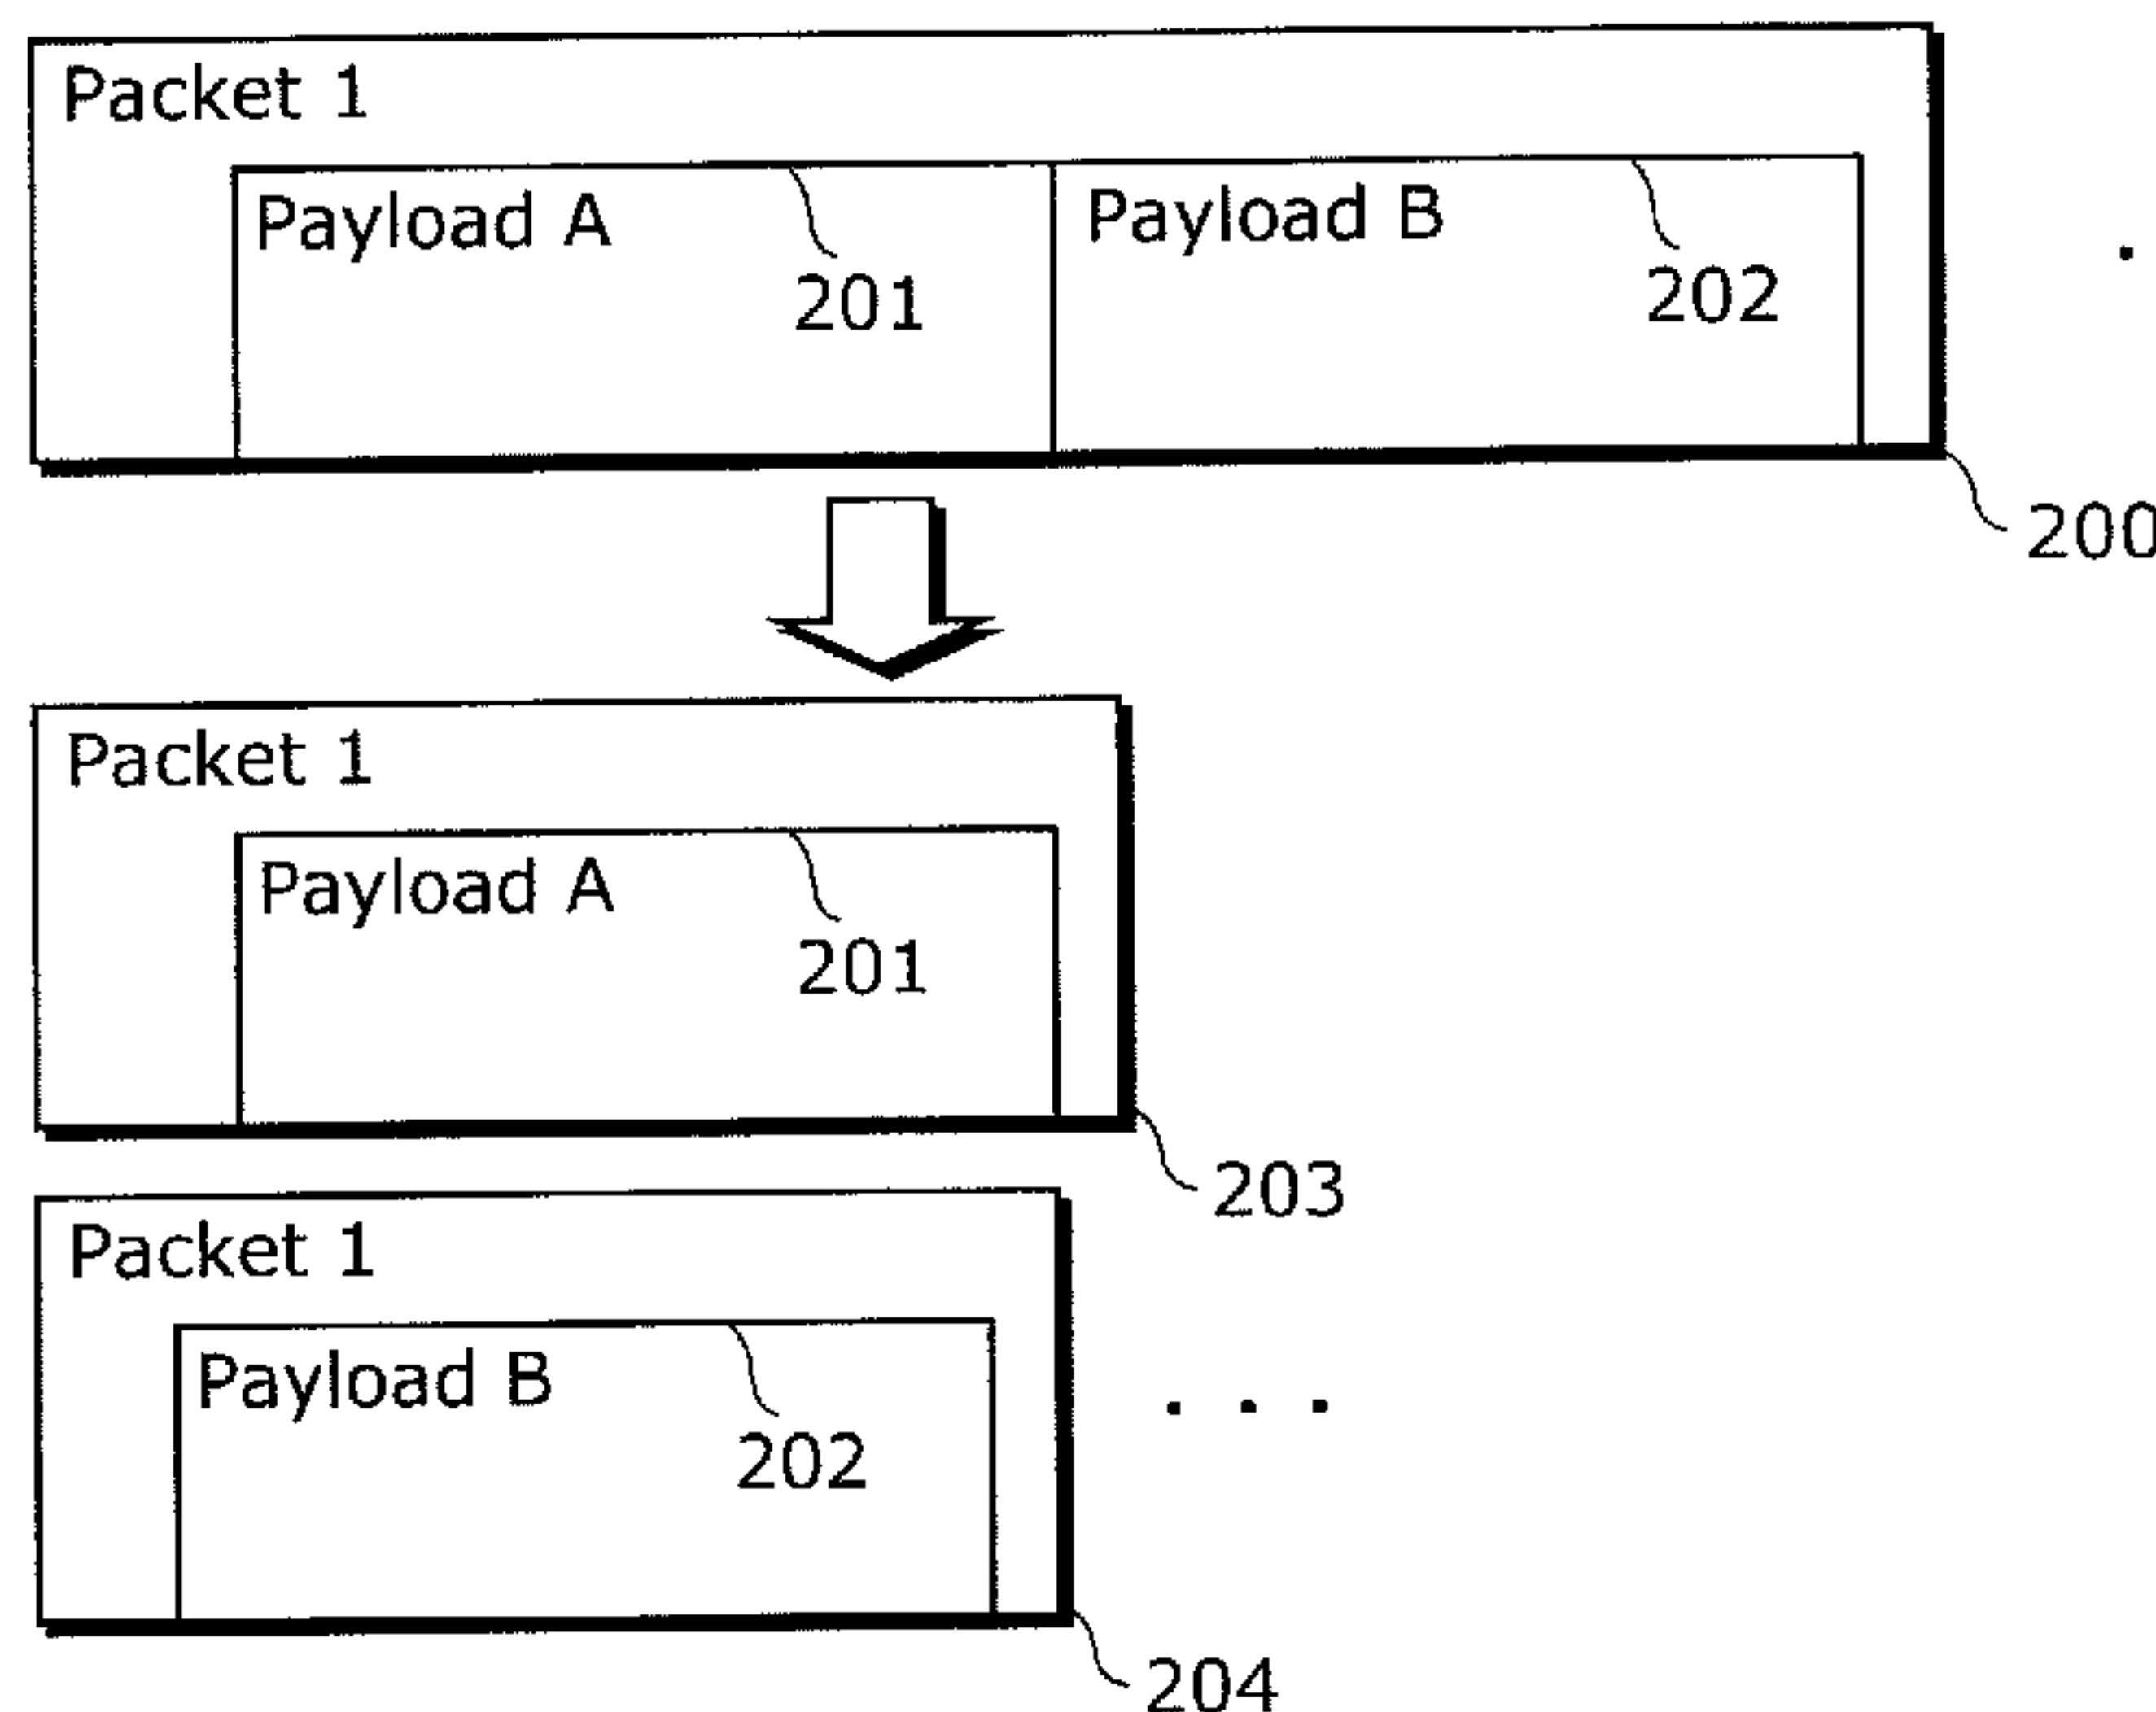 Packet 1
Payload A
Payload B
201
202
.
200
Packet 1
Payload A
201
203
Packet 1
Payload B
202
. . .
204